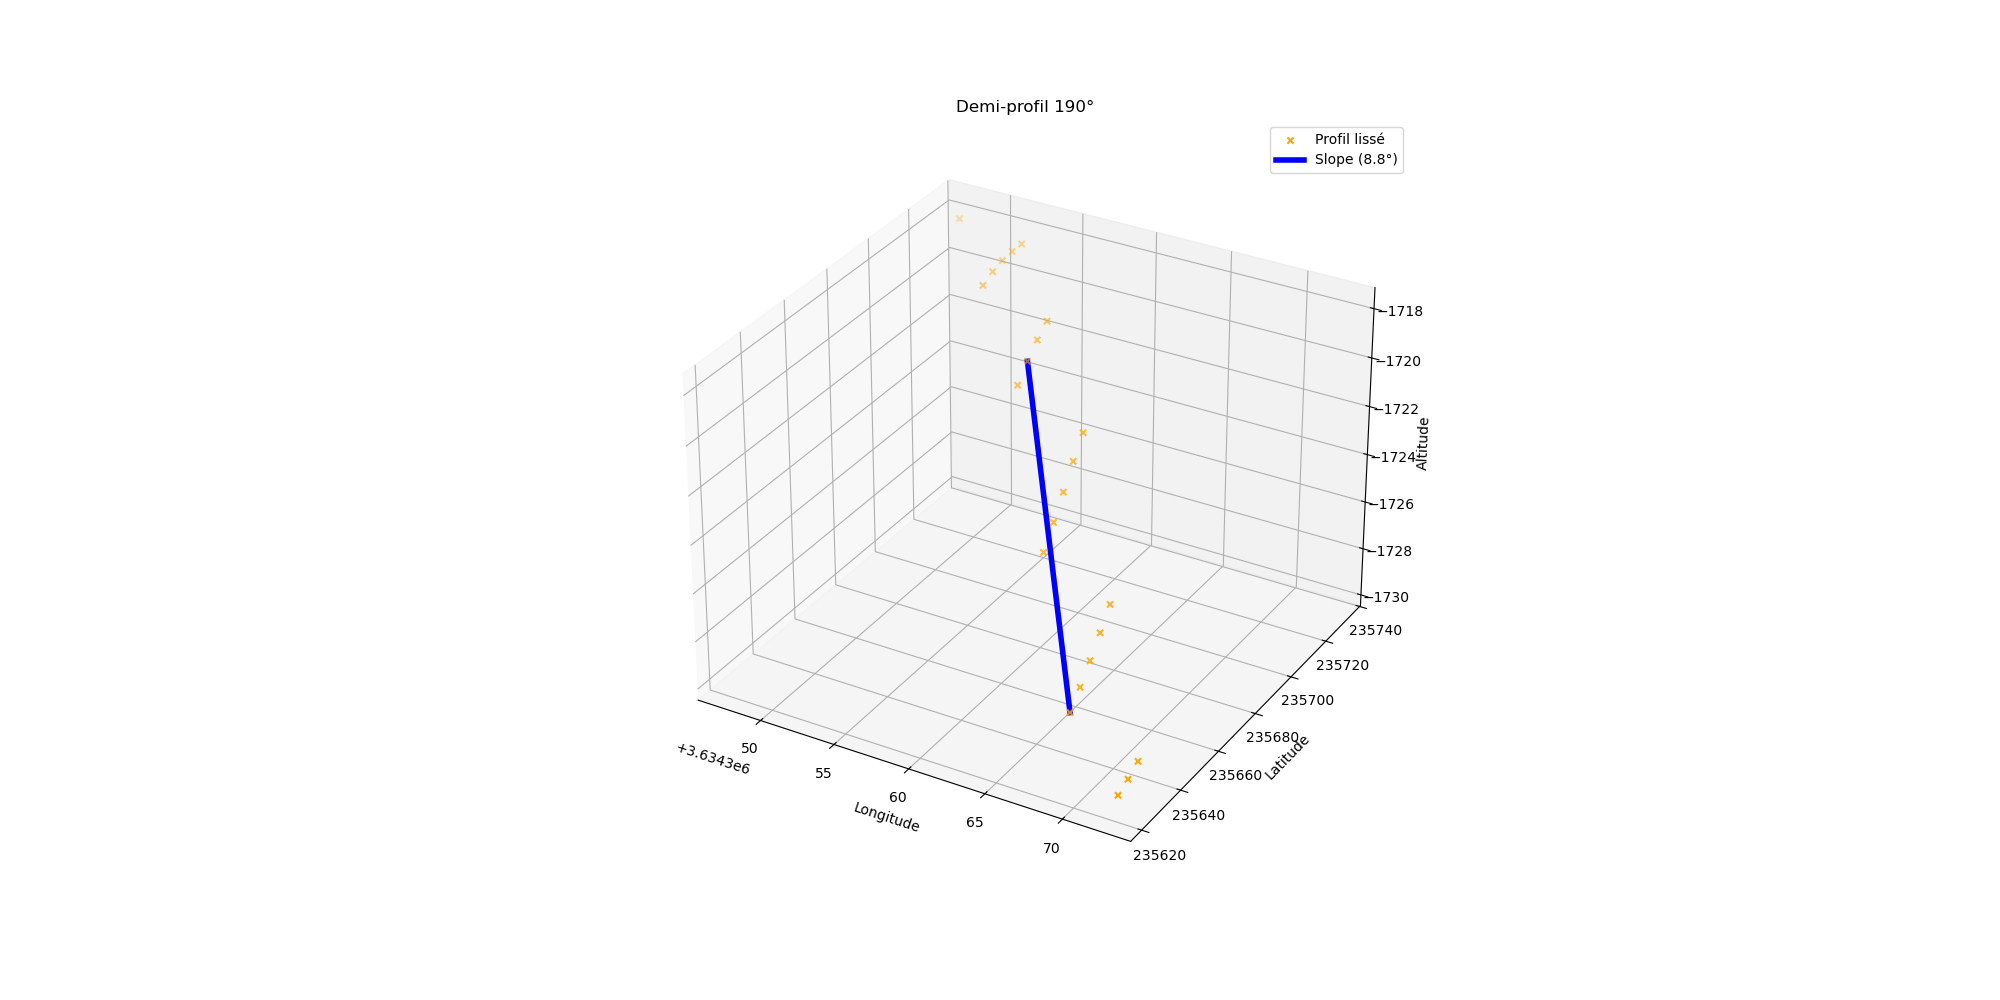 Demi-profil 190°
Profil lissé
Slope (8.8°)
−1718
−1720
−1722
−1724
−1726
−1728
−1730
Altitude
235740
235720
235700
235680
235660
235640
235620
Latitude
50
55
60
65
70
+3.6343e6
Longitude